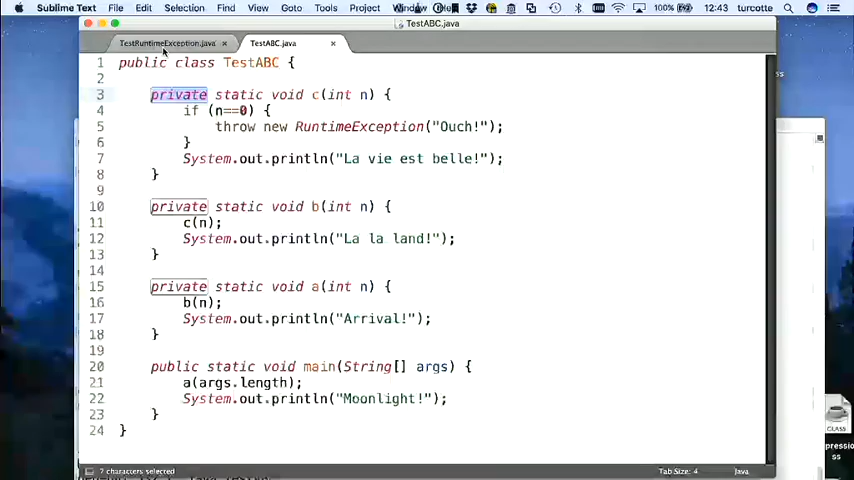 Sublime Text File Edit Selection Find View Goto Tools Project Window 100% 12:43 turcotte
TestABC.java
TestRuntimeException.java × TestABC.java ×
1 public class TestABC {
2
3 private static void c(int n) {
4 if (n==0) {
5 throw new RuntimeException("Ouch!");
6 }
7 System.out.println("La vie est belle!");
8 }
9
10 private static void b(int n) {
11 c(n);
12 System.out.println("La la land!");
13 }
14
15 private static void a(int n) {
16 b(n);
17 System.out.println("Arrival!");
18 }
19
20 public static void main(String[] args) {
21 a(args.length);
22 System.out.println("Moonlight!");
23 }
24 }
CLASS
7 characters selected Tab Size: 4 Java